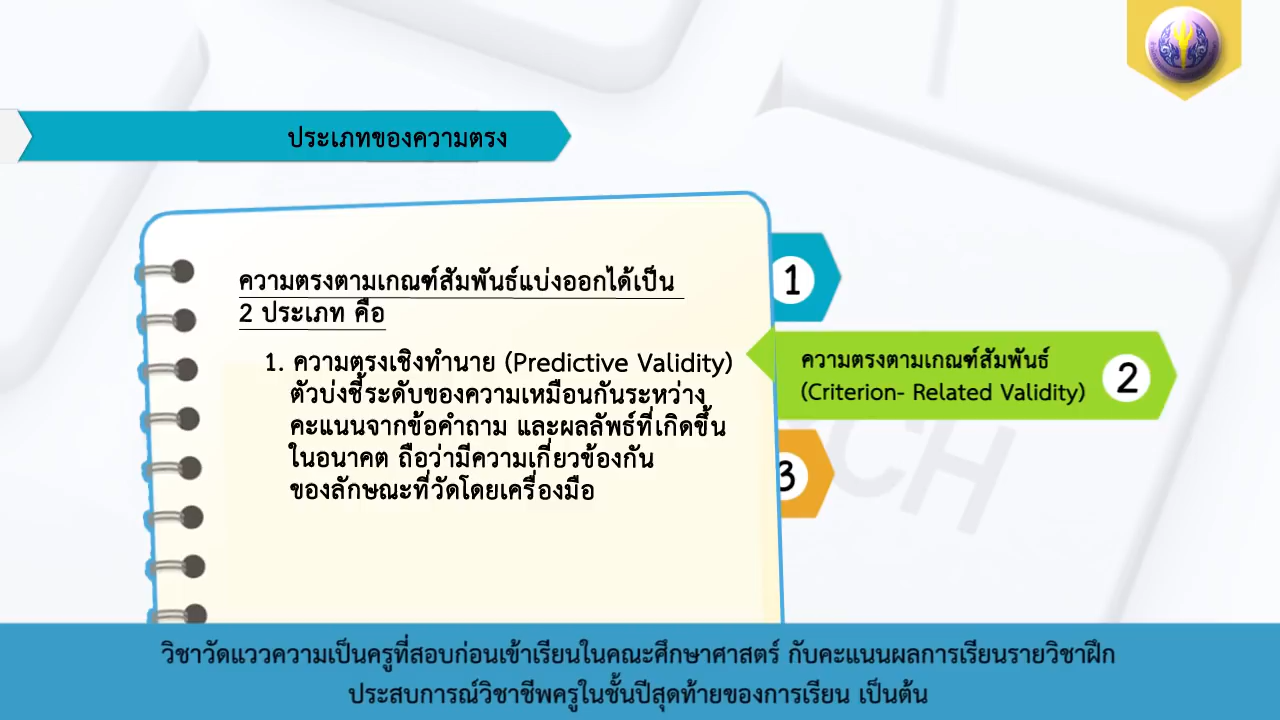 ประเภทของความตรง
ความตรงตามเกณฑ์สัมพันธ์แบ่งออกได้เป็น
2 ประเภท คือ
1. ความตรงเชิงทำนาย (Predictive Validity)
ตัวบ่งชี้ระดับของความเหมือนกันระหว่าง
คะแนนจากข้อคำถาม และผลลัพธ์ที่เกิดขึ้น
ในอนาคต ถือว่ามีความเกี่ยวข้องกัน
ของลักษณะที่วัดโดยเครื่องมือ
1
ความตรงตามเกณฑ์สัมพันธ์
(Criterion- Related Validity)
2
3
CH
วิชาวัดแววความเป็นครูที่สอบก่อนเข้าเรียนในคณะศึกษาศาสตร์ กับคะแนนผลการเรียนรายวิชาฝึก
ประสบการณ์วิชาชีพครูในชั้นปีสุดท้ายของการเรียน เป็นต้น